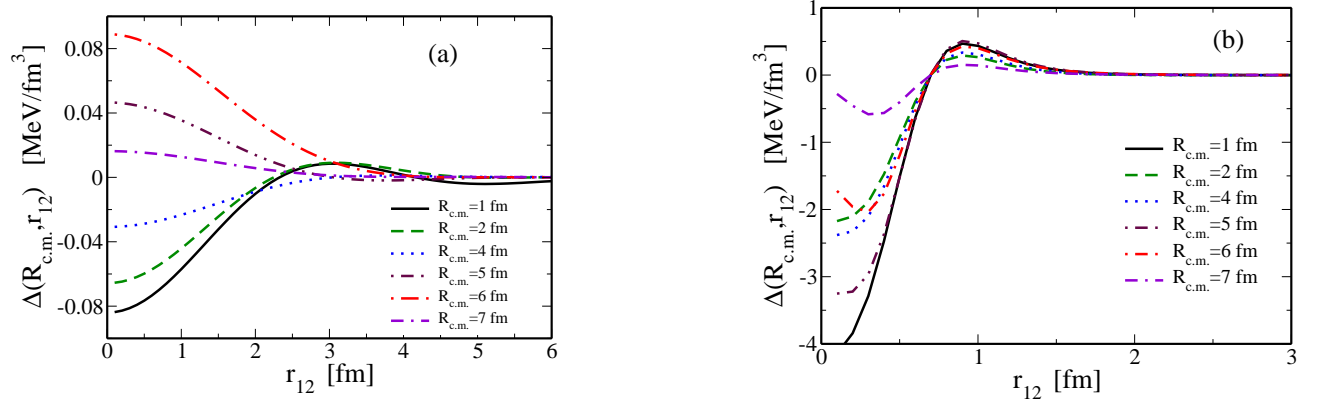 (a)
0.08
0.04
0
-0.04
-0.08
Δ(R_c.m.,r_12) [MeV/fm^3]
R_c.m.=1 fm
R_c.m.=2 fm
R_c.m.=4 fm
R_c.m.=5 fm
R_c.m.=6 fm
R_c.m.=7 fm
0 1 2 3 4 5 6
r_12 [fm]
(b)
1
0
-1
-2
-3
-4
Δ(R_c.m.,r_12) [MeV/fm^3]
R_c.m.=1 fm
R_c.m.=2 fm
R_c.m.=4 fm
R_c.m.=5 fm
R_c.m.=6 fm
R_c.m.=7 fm
0 1 2 3
r_12 [fm]